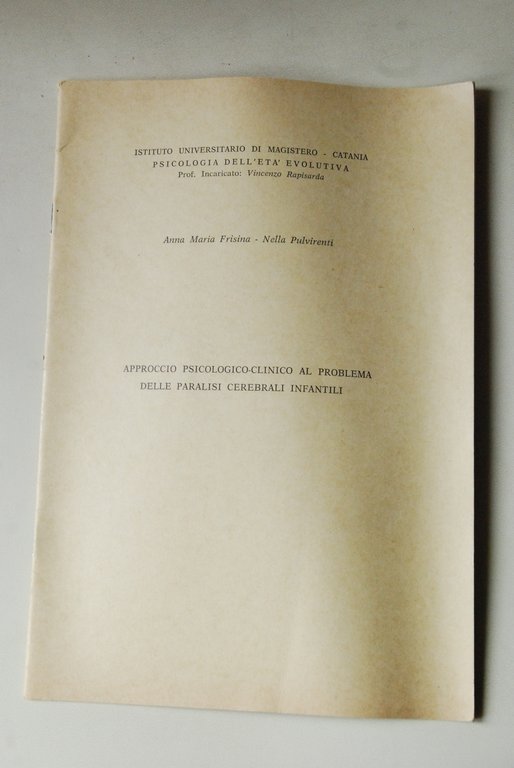 ISTITUTO UNIVERSITARIO DI MAGISTERO - CATANIA
PSICOLOGIA DELL'ETA' EVOLUTIVA
Prof. Incaricato: Vincenzo Rapisarda
Anna Maria Frisina - Nella Pulvirenti
APPROCCIO PSICOLOGICO-CLINICO AL PROBLEMA
DELLE PARALISI CEREBRALI INFANTILI